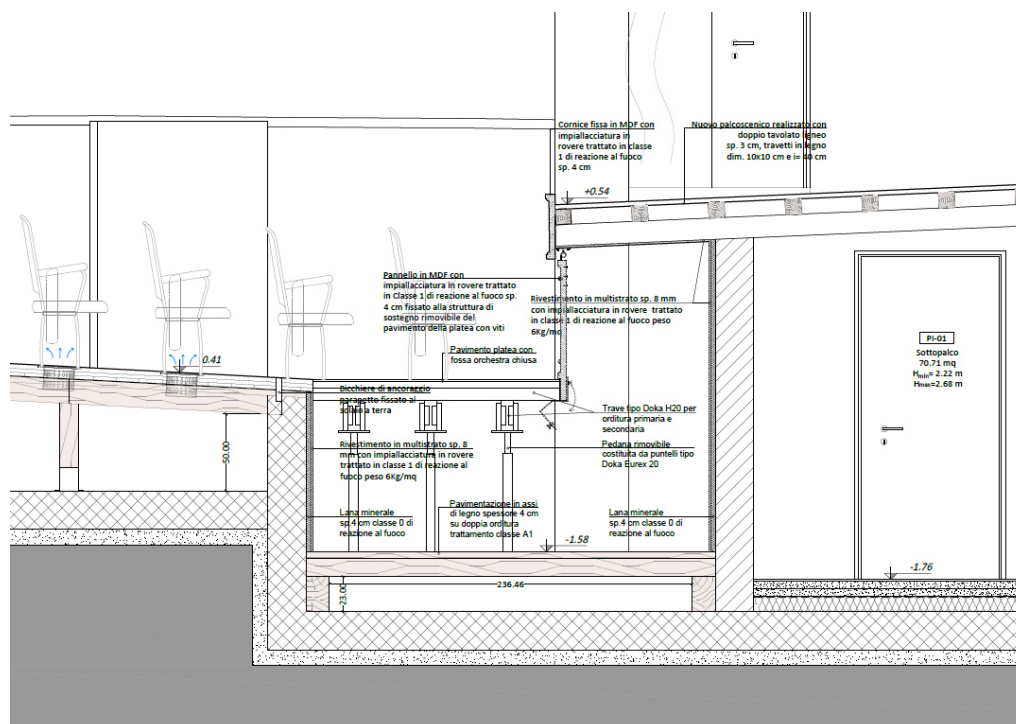 Cornice fissa in MDF con
impiallacciatura in
rovere trattato in classe
1 di reazione al fuoco
sp. 4 cm
Nuovo palcoscenico realizzato con
doppio tavolato ligneo
sp. 3 cm, travetti in legno
dim. 10x10 cm e i= 40 cm
+0.54
Pannello in MDF con
impiallacciatura in rovere trattato
in Classe 1 di reazione al fuoco sp.
4 cm fissato alla struttura di
sostegno rimovibile del
pavimento della platea con viti
Rivestimento in multistrato sp. 8 mm
con impiallacciatura in rovere trattato
in classe 1 di reazione al fuoco peso
6Kg/mq
PI-01
Sottopalco
70.71 mq
Hmin= 2.22 m
Hmax=2.68 m
0.41
Pavimento platea con
fossa orchestra chiusa
Bicchiere di ancoraggio
parapetto fissato al
solaio a terra
Trave tipo Doka H20 per
orditura primaria e
secondaria
50.00
Rivestimento in multistrato sp. 8
mm con impiallacciatura in rovere
trattato in classe 1 di reazione al
fuoco peso 6Kg/mq
Pedana rimovibile
costituita da puntelli tipo
Doka Eurex 20
Lana minerale
sp.4 cm classe 0 di
reazione al fuoco
Pavimentazione in assi
di legno spessore 4 cm
su doppia orditura
trattamento classe A1
Lana minerale
sp.4 cm classe 0 di
reazione al fuoco
-1.58
-1.76
236.46
23.00